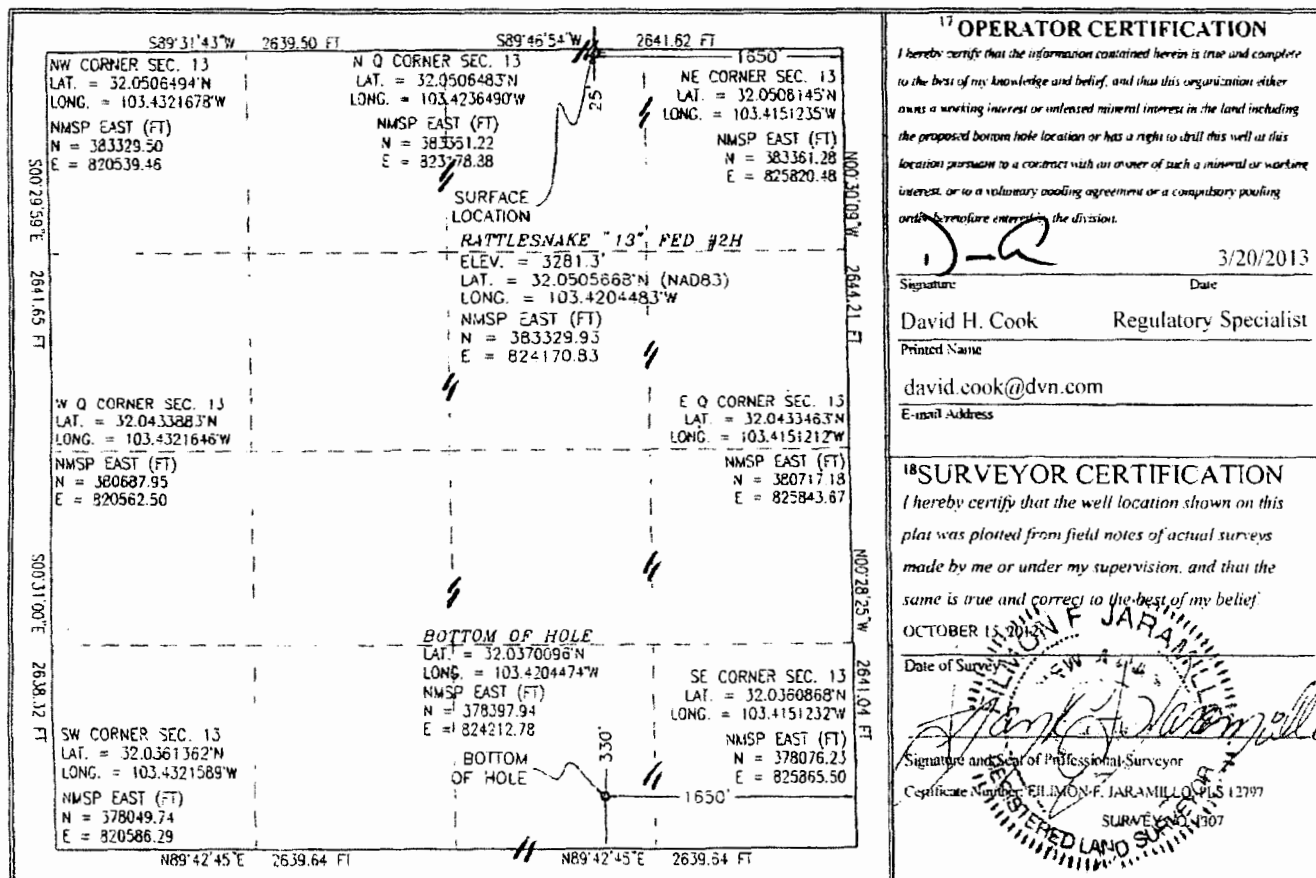 S89°31'43"W 2639.50 FT
S89°46'54"W 2641.62 FT
NW CORNER SEC. 13
LAT. = 32.0506494°N
LONG. = 103.4321678°W
NMSP EAST (FT)
N = 383329.50
E = 820539.46
N Q CORNER SEC. 13
LAT. = 32.0506483°N
LONG. = 103.4236490°W
NMSP EAST (FT)
N = 383351.22
E = 823178.38
1650'
25'
NE CORNER SEC. 13
LAT. = 32.0508145°N
LONG. = 103.4151235°W
NMSP EAST (FT)
N = 383361.28
E = 825820.48
S00°29'59"E 2641.65 FT
N00°30'09"W 2644.21 FT
SURFACE
LOCATION
RATTLESNAKE "13" FED #2H
ELEV. = 3281.3'
LAT. = 32.0505668°N (NAD83)
LONG. = 103.4204483°W
NMSP EAST (FT)
N = 383329.93
E = 824170.83
W Q CORNER SEC. 13
LAT. = 32.0433883°N
LONG. = 103.4321646°W
NMSP EAST (FT)
N = 380687.95
E = 820562.50
E Q CORNER SEC. 13
LAT. = 32.0433463°N
LONG. = 103.4151212°W
NMSP EAST (FT)
N = 380717.18
E = 825843.67
S00°31'00"E 2638.32 FT
N00°28'25"W 2641.04 FT
BOTTOM OF HOLE
LAT. = 32.0370096°N
LONG. = 103.4204474°W
NMSP EAST (FT)
N = 378397.94
E = 824212.78
SW CORNER SEC. 13
LAT. = 32.0361362°N
LONG. = 103.4321589°W
NMSP EAST (FT)
N = 378049.74
E = 820586.29
BOTTOM
OF HOLE
330'
1650'
SE CORNER SEC. 13
LAT. = 32.0360868°N
LONG. = 103.4151232°W
NMSP EAST (FT)
N = 378076.23
E = 825865.50
N89°42'45"E 2639.64 FT
N89°42'45"E 2639.64 FT
17 OPERATOR CERTIFICATION
I hereby certify that the information contained herein is true and complete
to the best of my knowledge and belief, and that this organization either
owns a working interest or unleased mineral interest in the land including
the proposed bottom hole location or has a right to drill this well at this
location pursuant to a contract with an owner of such a mineral or working
interest, or to a voluntary pooling agreement or a compulsory pooling
order heretofore entered by the division.
3/20/2013
Signature Date
David H. Cook Regulatory Specialist
Printed Name
david.cook@dvn.com
E-mail Address
18 SURVEYOR CERTIFICATION
I hereby certify that the well location shown on this
plat was plotted from field notes of actual surveys
made by me or under my supervision, and that the
same is true and correct to the best of my belief
OCTOBER 15, 2012
Date of Survey
FILIMON F JARAMILLO
Signature and Seal of Professional Surveyor
Certificate Number: FILIMON F. JARAMILLO, PLS 12797
SURVEY NO. 1307
REGISTERED LAND SURVEYOR